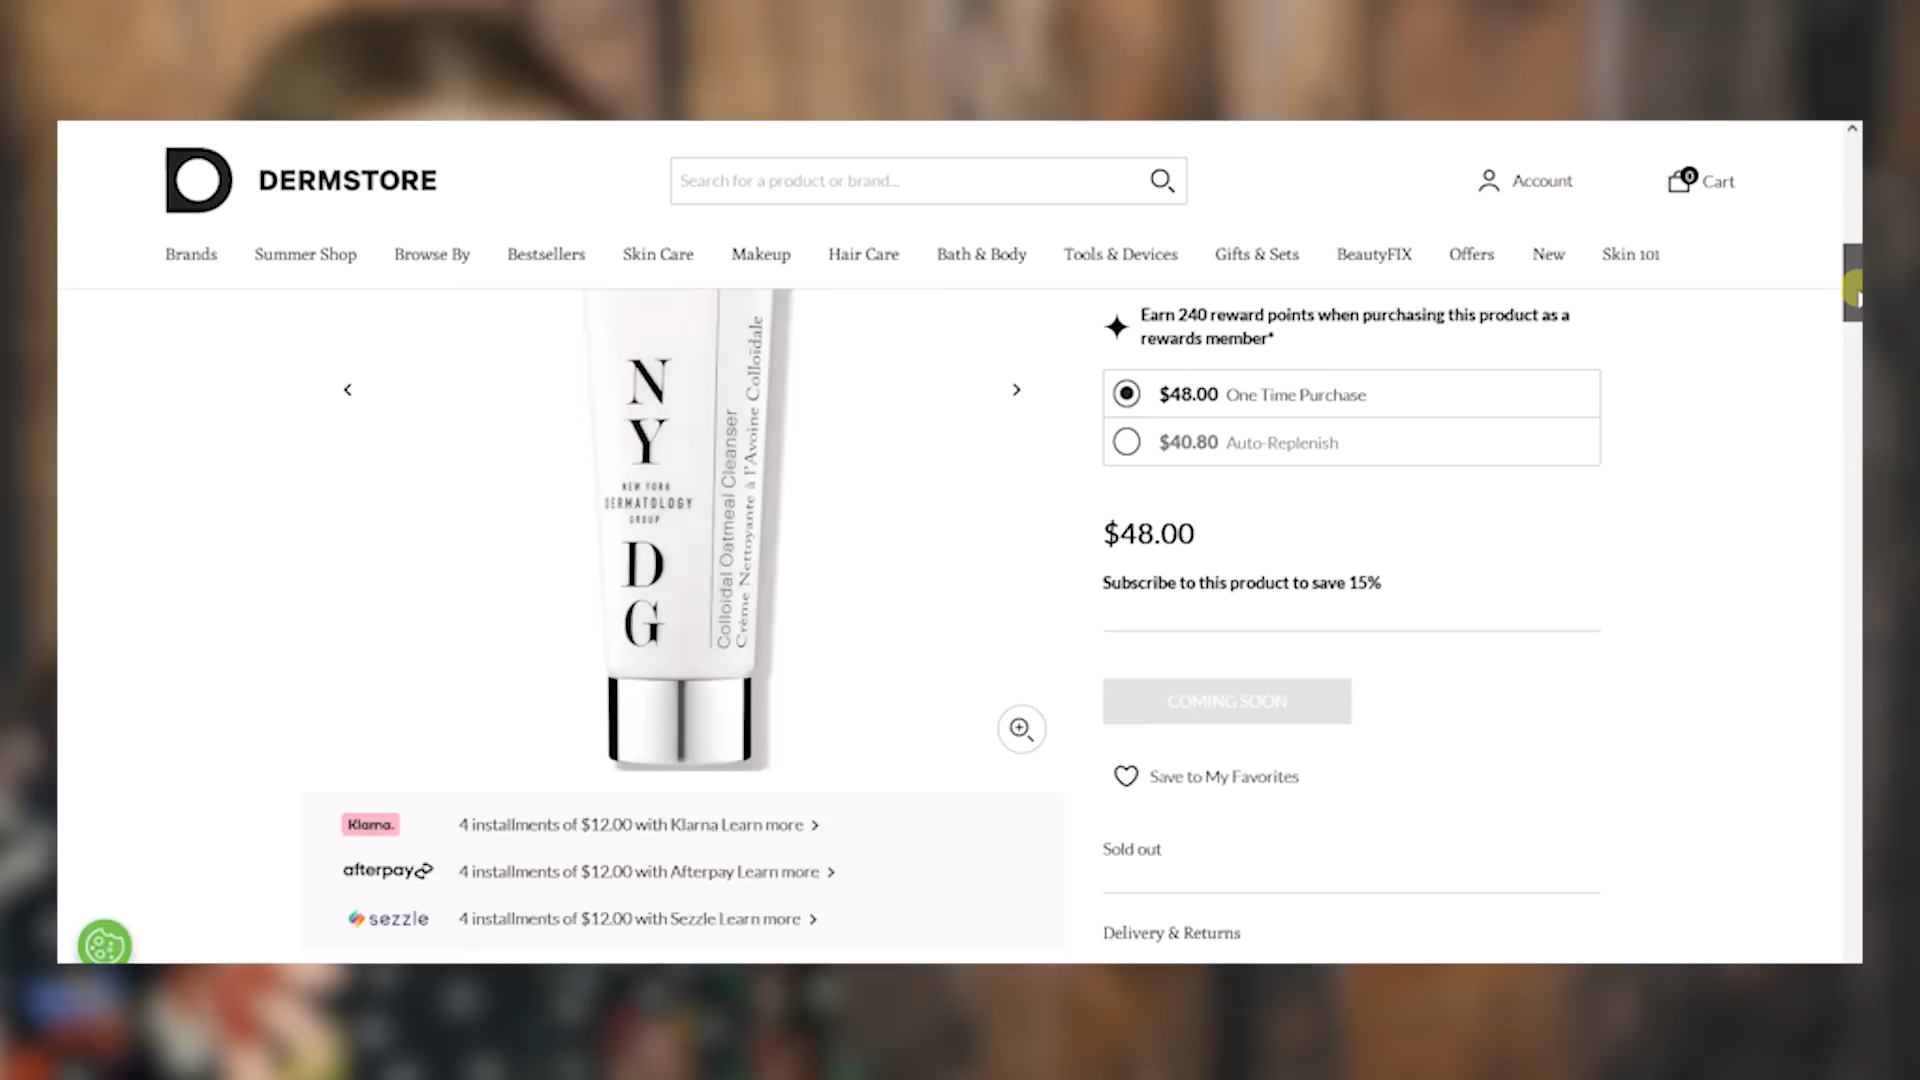 DERMSTORE
Search for a product or brand...
Account
0
Cart
Brands
Summer Shop
Browse By
Bestsellers
Skin Care
Makeup
Hair Care
Bath & Body
Tools & Devices
Gifts & Sets
BeautyFIX
Offers
New
Skin 101
N
Y
NEW YORK
DERMATOLOGY
GROUP
D
G
Colloidal Oatmeal Cleanser
Crème Nettoyante à l'Avoine Colloïdale
Earn 240 reward points when purchasing this product as a
rewards member*
$48.00 One Time Purchase
$40.80 Auto-Replenish
$48.00
Subscribe to this product to save 15%
COMING SOON
Save to My Favorites
Sold out
Delivery & Returns
Klarna.
4 installments of $12.00 with Klarna Learn more
afterpay
4 installments of $12.00 with Afterpay Learn more
sezzle
4 installments of $12.00 with Sezzle Learn more